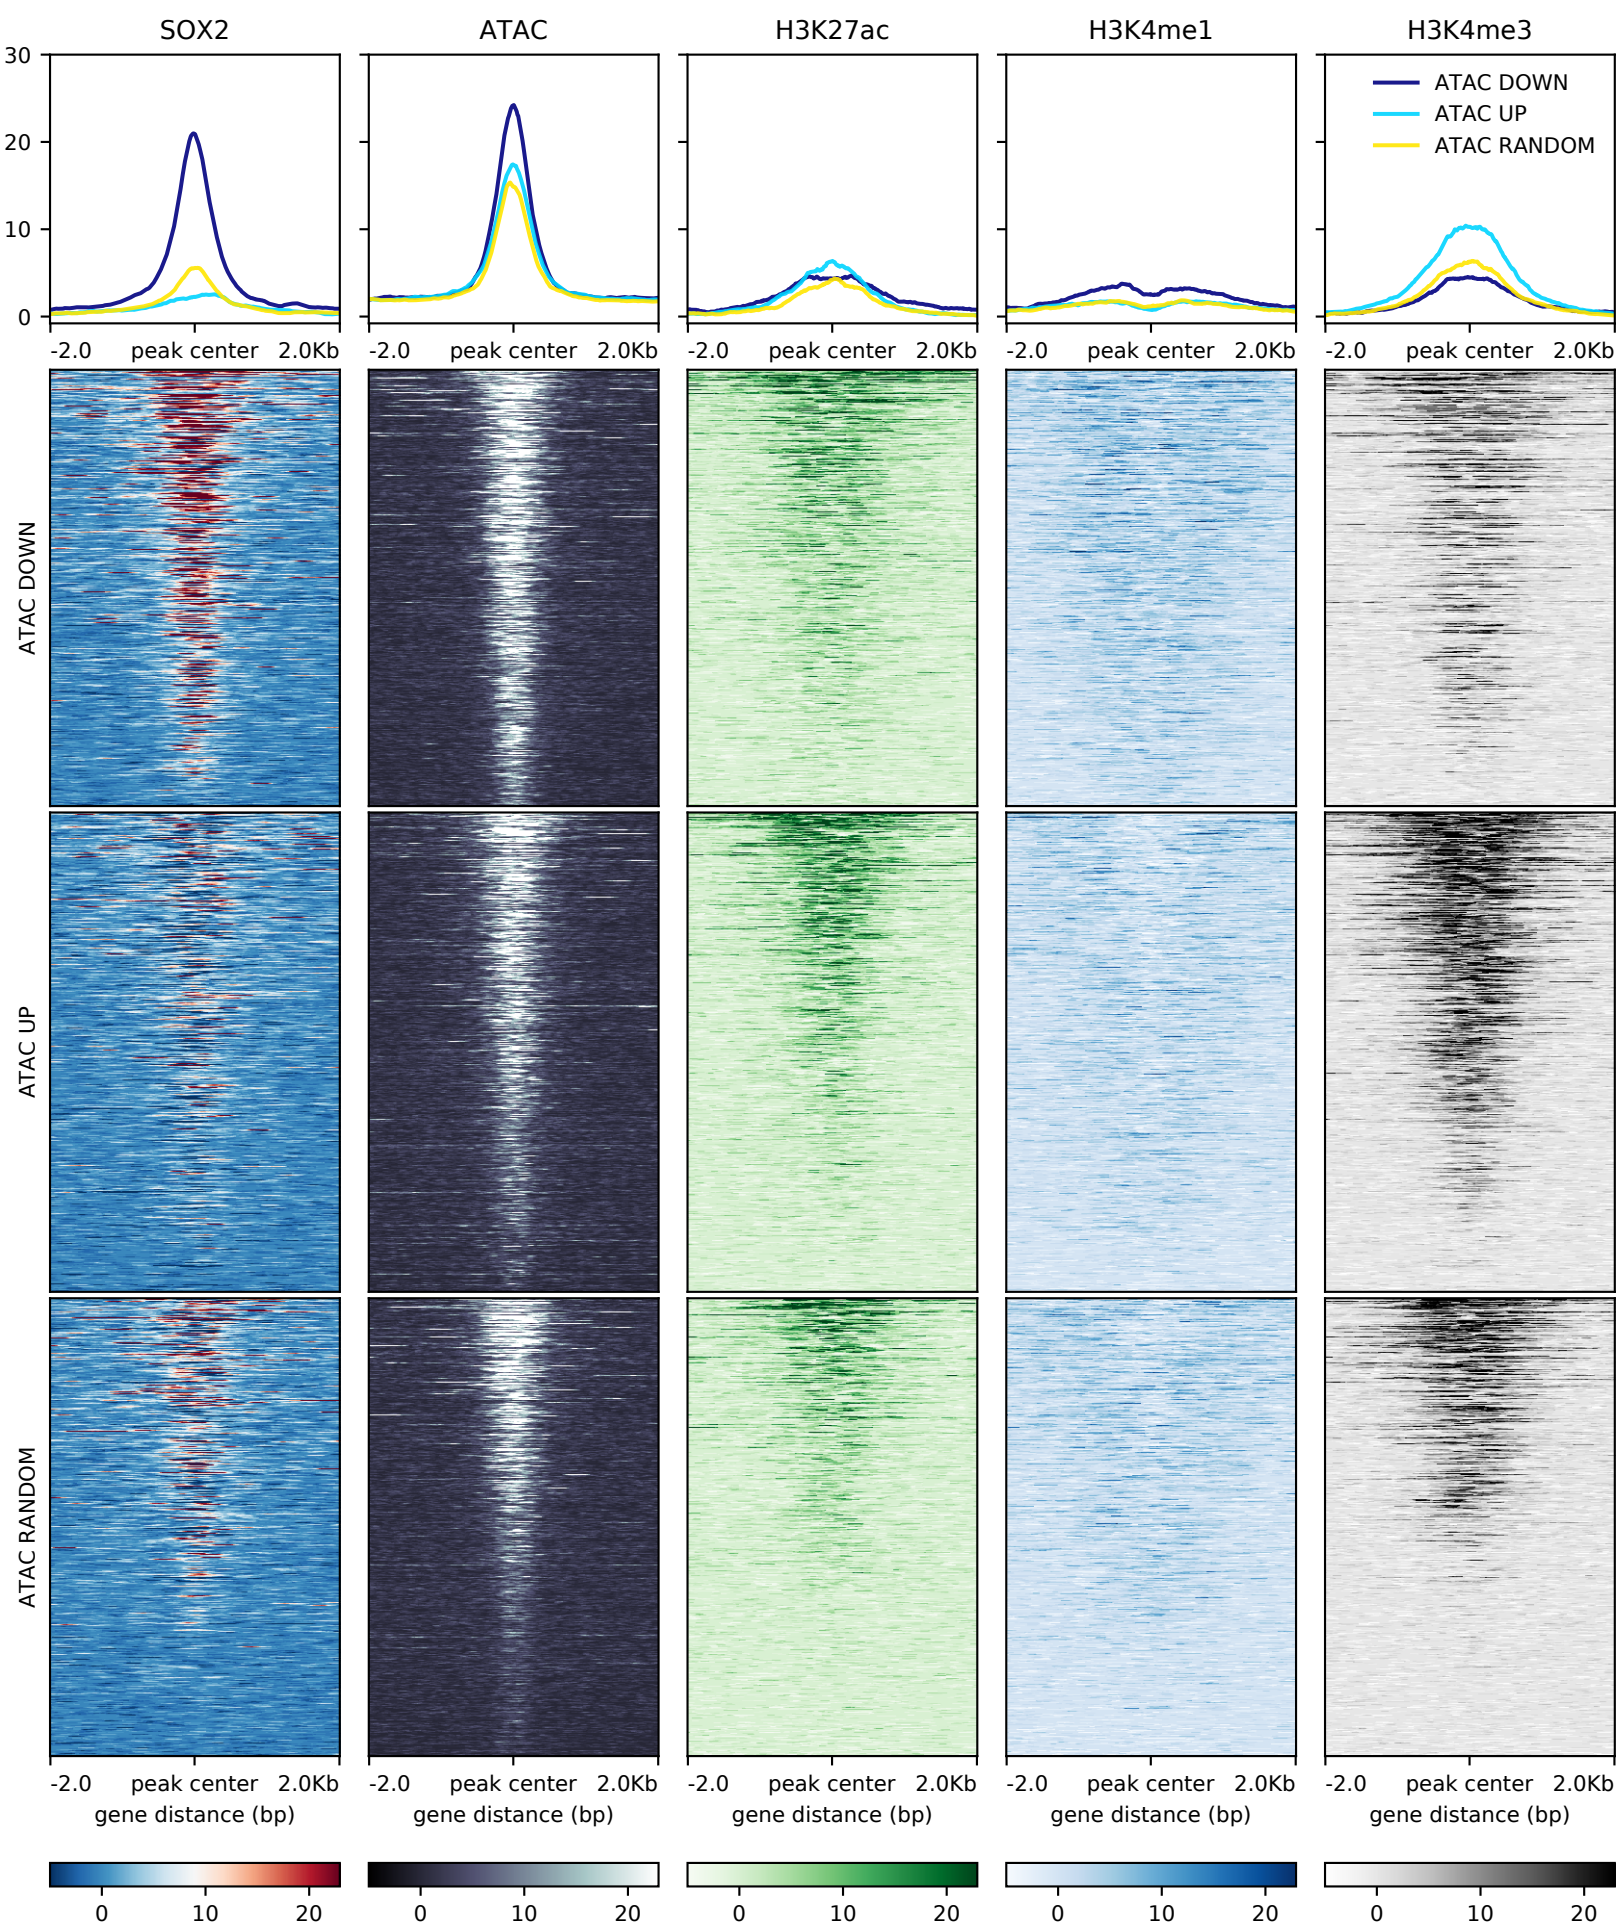 SOX2 ATAC H3K27ac H3K4me1 H3K4me3
30
20
10
0
ATAC DOWN
ATAC UP
ATAC RANDOM
-2.0 peak center 2.0Kb -2.0 peak center 2.0Kb -2.0 peak center 2.0Kb -2.0 peak center 2.0Kb -2.0 peak center 2.0Kb
ATAC DOWN
ATAC UP
ATAC RANDOM
-2.0 peak center 2.0Kb -2.0 peak center 2.0Kb -2.0 peak center 2.0Kb -2.0 peak center 2.0Kb -2.0 peak center 2.0Kb
gene distance (bp) gene distance (bp) gene distance (bp) gene distance (bp) gene distance (bp)
0 10 20 0 10 20 0 10 20 0 10 20 0 10 20